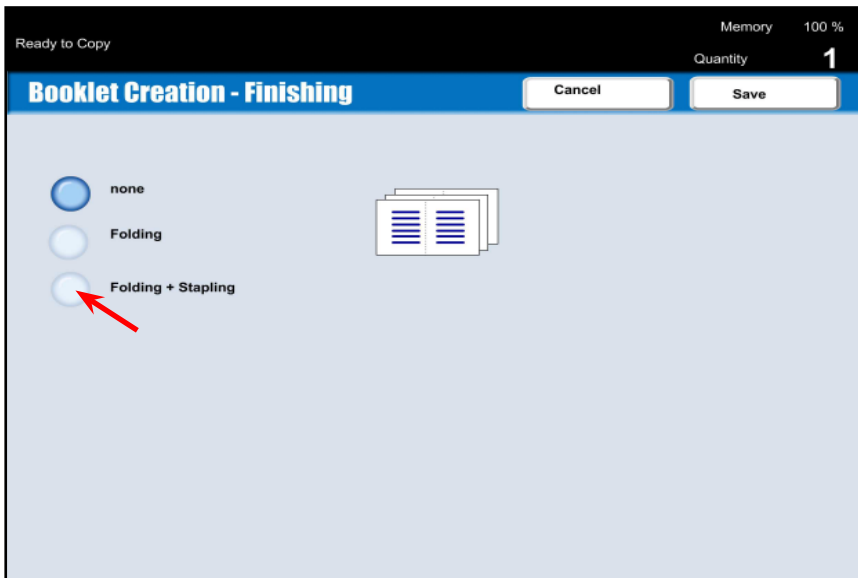 Memory 100 %
Ready to Copy
Quantity 1
Booklet Creation - Finishing
Cancel
Save
none
Folding
Folding + Stapling